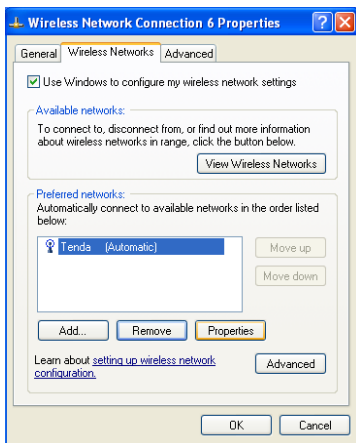 Wireless Network Connection 6 Properties
General Wireless Networks Advanced
Use Windows to configure my wireless network settings
Available networks:
To connect to, disconnect from, or find out more information
about wireless networks in range, click the button below.
View Wireless Networks
Preferred networks:
Automatically connect to available networks in the order listed
below:
Tenda (Automatic)
Move up
Move down
Add... Remove Properties
Learn about setting up wireless network
configuration.
Advanced
OK Cancel